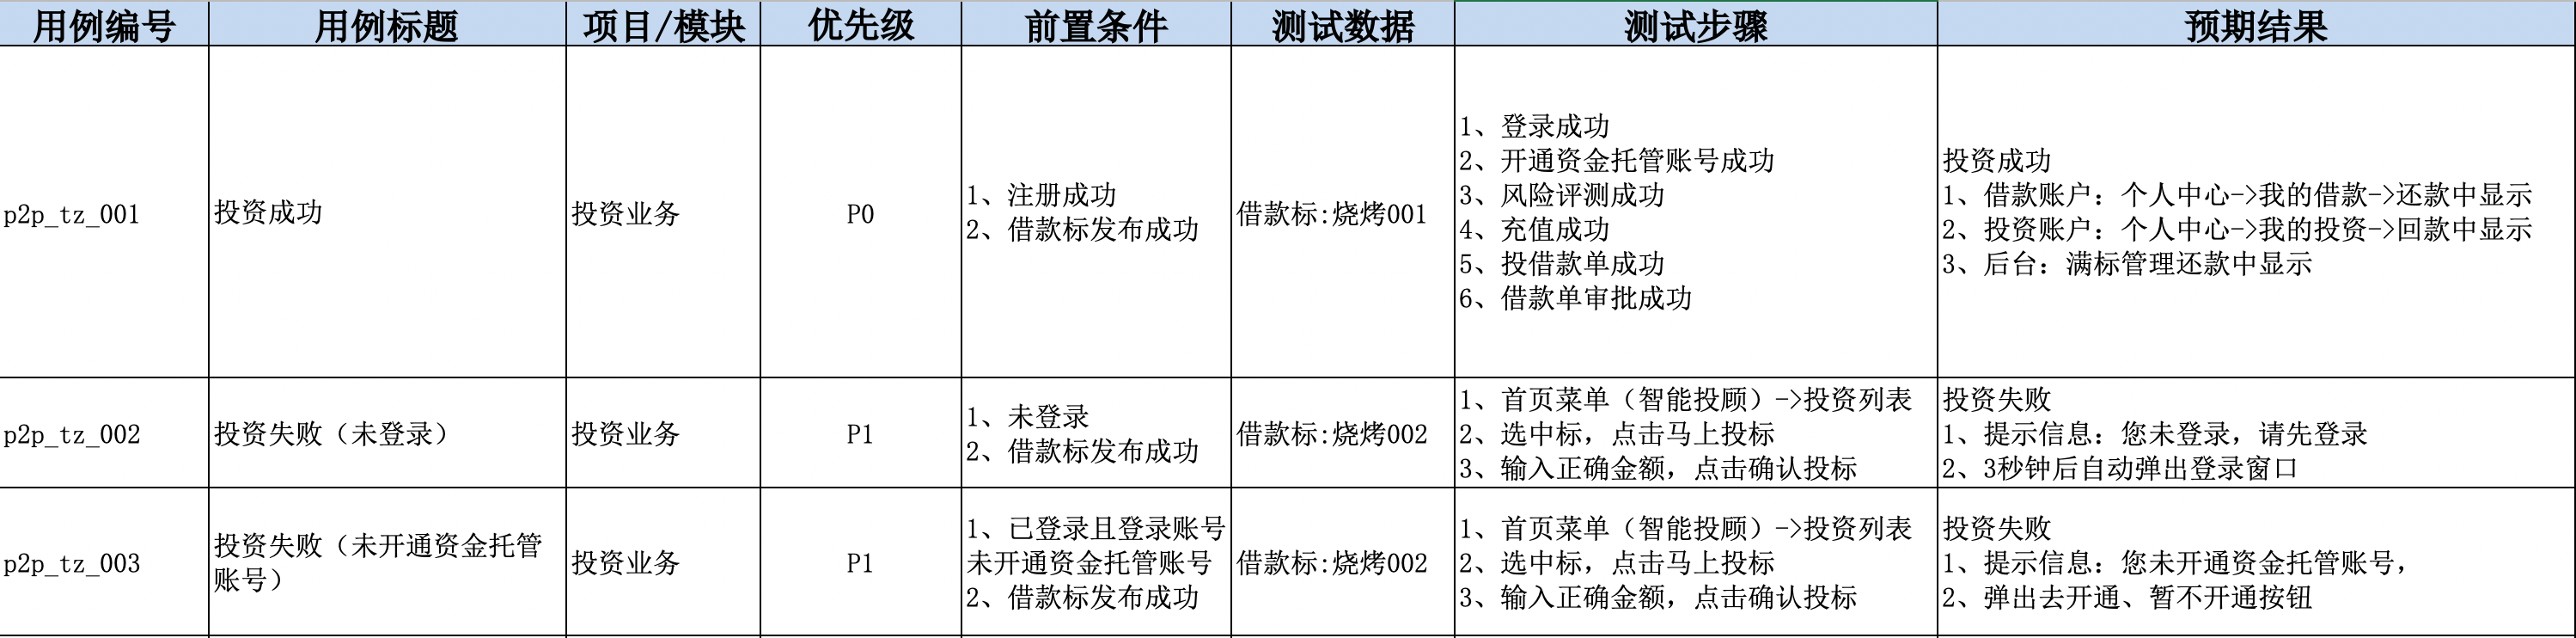 用例编号 用例标题 项目/模块 优先级 前置条件 测试数据 测试步骤 预期结果
p2p_tz_001
投资成功
投资业务
P0
1、注册成功
2、借款标发布成功
借款标:烧烤001
1、登录成功
2、开通资金托管账号成功
3、风险评测成功
4、充值成功
5、投借款单成功
6、借款单审批成功
投资成功
1、借款账户：个人中心->我的借款->还款中显示
2、投资账户：个人中心->我的投资->回款中显示
3、后台：满标管理还款中显示
p2p_tz_002
投资失败（未登录）
投资业务
P1
1、未登录
2、借款标发布成功
借款标:烧烤002
1、首页菜单（智能投顾）->投资列表
2、选中标，点击马上投标
3、输入正确金额，点击确认投标
投资失败
1、提示信息：您未登录，请先登录
2、3秒钟后自动弹出登录窗口
p2p_tz_003
投资失败（未开通资金托管
账号）
投资业务
P1
1、已登录且登录账号
未开通资金托管账号
2、借款标发布成功
借款标:烧烤002
1、首页菜单（智能投顾）->投资列表
2、选中标，点击马上投标
3、输入正确金额，点击确认投标
投资失败
1、提示信息：您未开通资金托管账号，
2、弹出去开通、暂不开通按钮